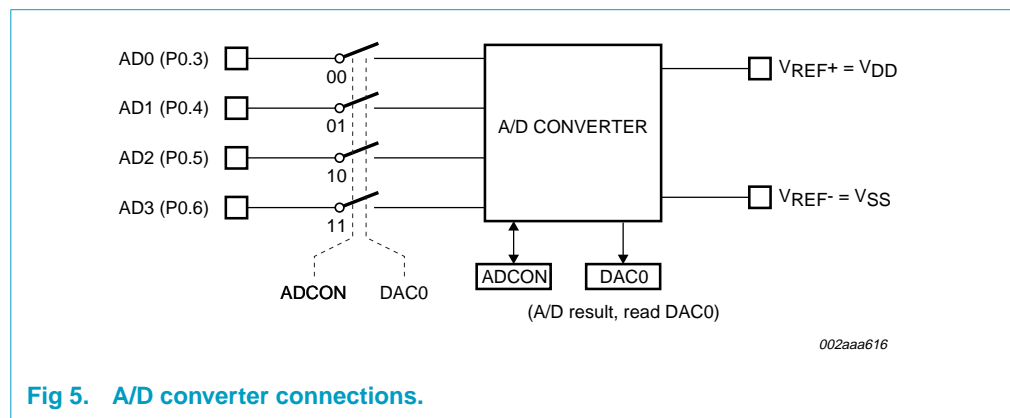 AD0 (P0.3)
00
AD1 (P0.4)
01
AD2 (P0.5)
10
AD3 (P0.6)
11
ADCON DAC0
A/D CONVERTER
ADCON DAC0
(A/D result, read DAC0)
VREF+ = VDD
VREF- = VSS
002aaa616
Fig 5. A/D converter connections.